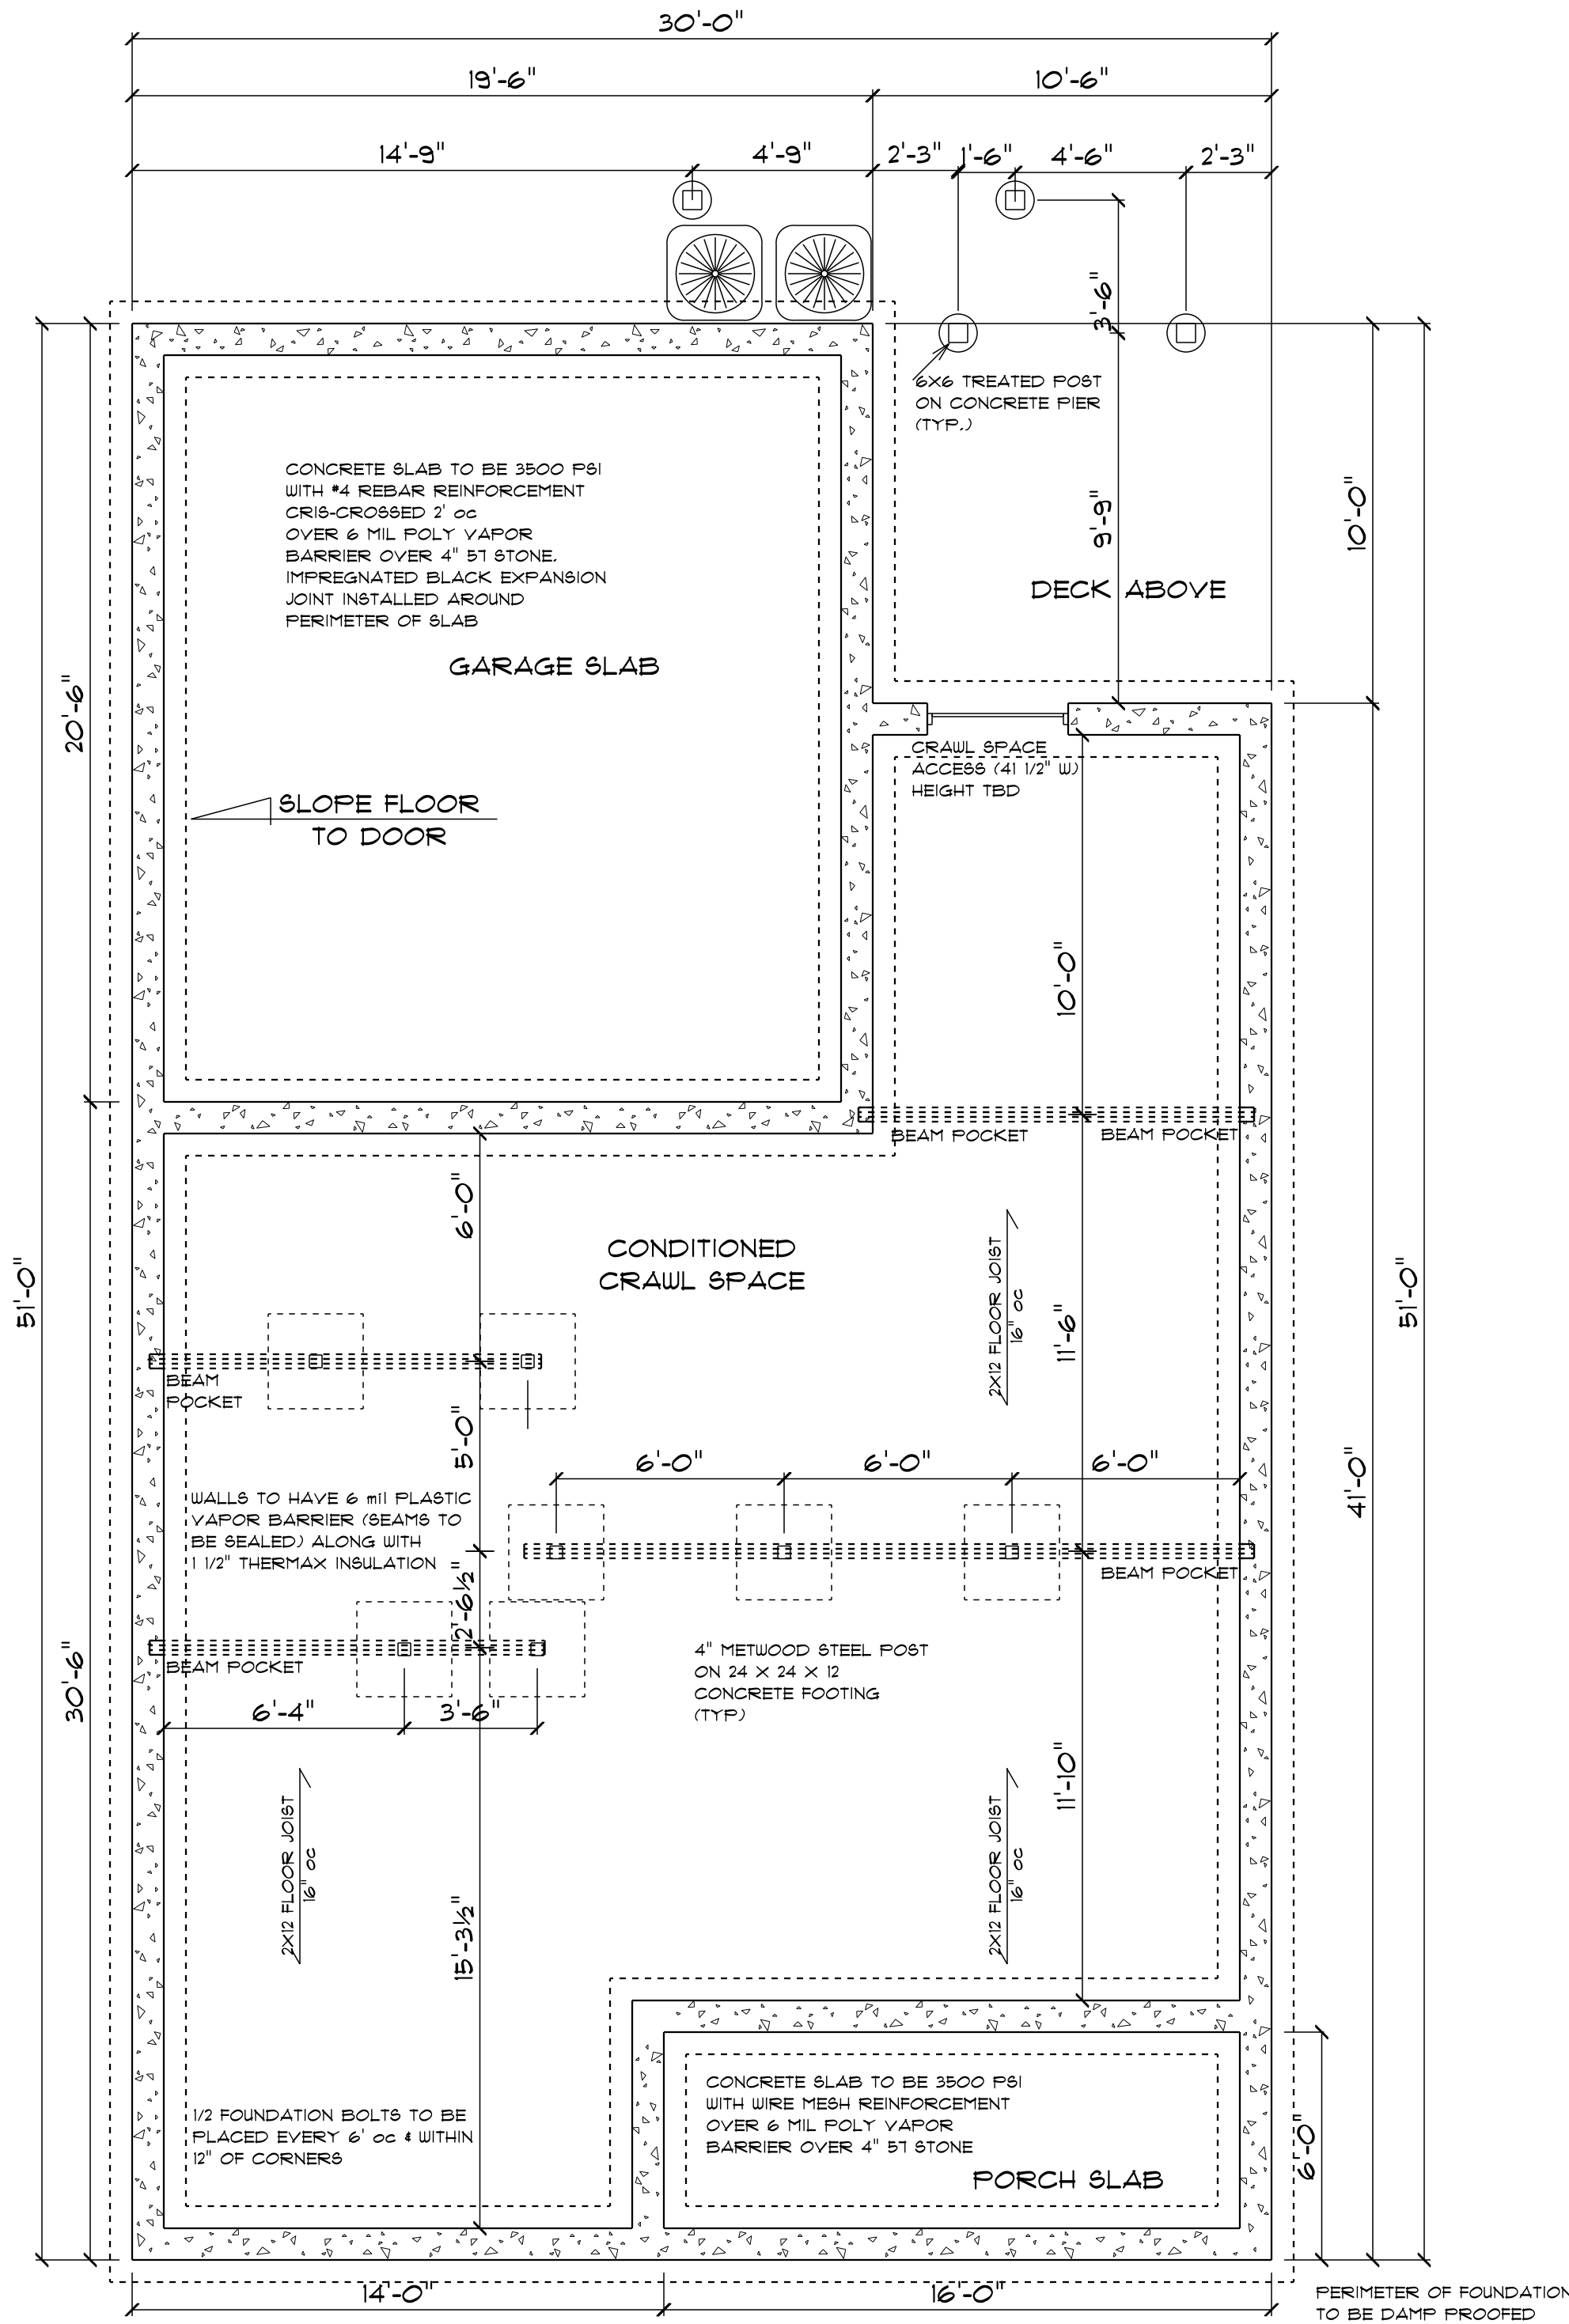 30'-0"
19'-6"
10'-6"
14'-9"
4'-9"
2'-3"
1'-6"
4'-6"
2'-3"
3'-6"
6X6 TREATED POST
ON CONCRETE PIER
(TYP.)
CONCRETE SLAB TO BE 3500 PSI
WITH #4 REBAR REINFORCEMENT
CRIS-CROSSED 2' oc
OVER 6 MIL POLY VAPOR
BARRIER OVER 4" 57 STONE.
IMPREGNATED BLACK EXPANSION
JOINT INSTALLED AROUND
PERIMETER OF SLAB
GARAGE SLAB
9'-9"
10'-0"
DECK ABOVE
20'-6"
CRAWL SPACE
ACCESS (41 1/2" W)
HEIGHT TBD
SLOPE FLOOR
TO DOOR
10'-0"
BEAM POCKET
BEAM POCKET
6'-0"
CONDITIONED
CRAWL SPACE
2X12 FLOOR JOIST
16" oc
11'-6"
51'-0"
51'-0"
BEAM
POCKET
5'-0"
6'-0"
6'-0"
6'-0"
41'-0"
WALLS TO HAVE 6 mil PLASTIC
VAPOR BARRIER (SEAMS TO
BE SEALED) ALONG WITH
1 1/2" THERMAX INSULATION
BEAM POCKET
2'-6½"
BEAM POCKET
4" METWOOD STEEL POST
ON 24 X 24 X 12
CONCRETE FOOTING
(TYP)
30'-6"
6'-4"
3'-6"
11'-10"
2X12 FLOOR JOIST
16" oc
2X12 FLOOR JOIST
16" oc
15'-3½"
CONCRETE SLAB TO BE 3500 PSI
WITH WIRE MESH REINFORCEMENT
OVER 6 MIL POLY VAPOR
BARRIER OVER 4" 57 STONE
PORCH SLAB
6'-0"
1/2 FOUNDATION BOLTS TO BE
PLACED EVERY 6' oc & WITHIN
12" OF CORNERS
14'-0"
16'-0"
PERIMETER OF FOUNDATION
TO BE DAMP PROOFED